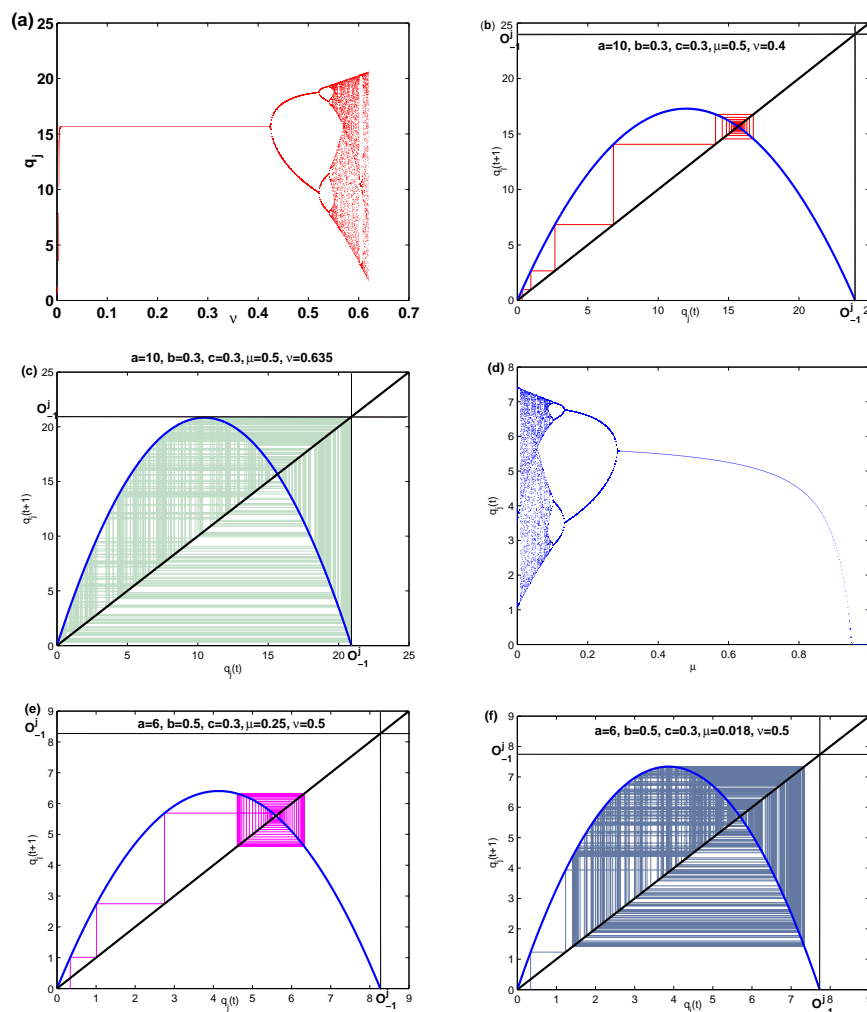 (a)
q_j
25
20
15
10
5
0
0 0.1 0.2 0.3 0.4 0.5 0.6 0.7
ν
(b)
25
O^j_{-1}
a=10, b=0.3, c=0.3, μ=0.5, ν=0.4
q_j(t+1)
20
15
10
5
0
0 5 10 15 20 2
q_j(t)
O^j_{-1}
a=10, b=0.3, c=0.3, μ=0.5, ν=0.635
(c)
25
O^j_{-1}
20
15
10
5
0
q_j(t+1)
0 5 10 15 20 25
q_j(t)
O^j_{-1}
(d)
8
7
6
5
4
3
2
1
0
q_j(t)
0 0.2 0.4 0.6 0.8
μ
(e)
9
O^j_{-1}
a=6, b=0.5, c=0.3, μ=0.25, ν=0.5
8
7
6
5
4
3
2
1
0
q_j(t+1)
0 1 2 3 4 5 6 7 8 9
q_j(t)
O^j_{-1}
(f)
9
a=6, b=0.5, c=0.3, μ=0.018, ν=0.5
O^j_{-1}
8
7
6
5
4
3
2
1
0
q_j(t+1)
0 1 2 3 4 5 6 7 8 9
q_j(t)
O^j_{-1}